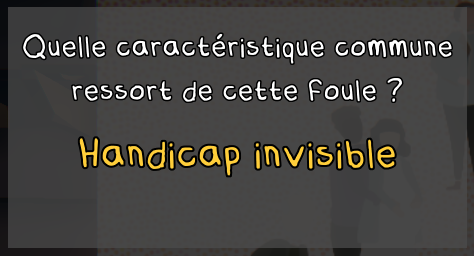 Quelle caractéristique commune
ressort de cette foule ?
Handicap invisible